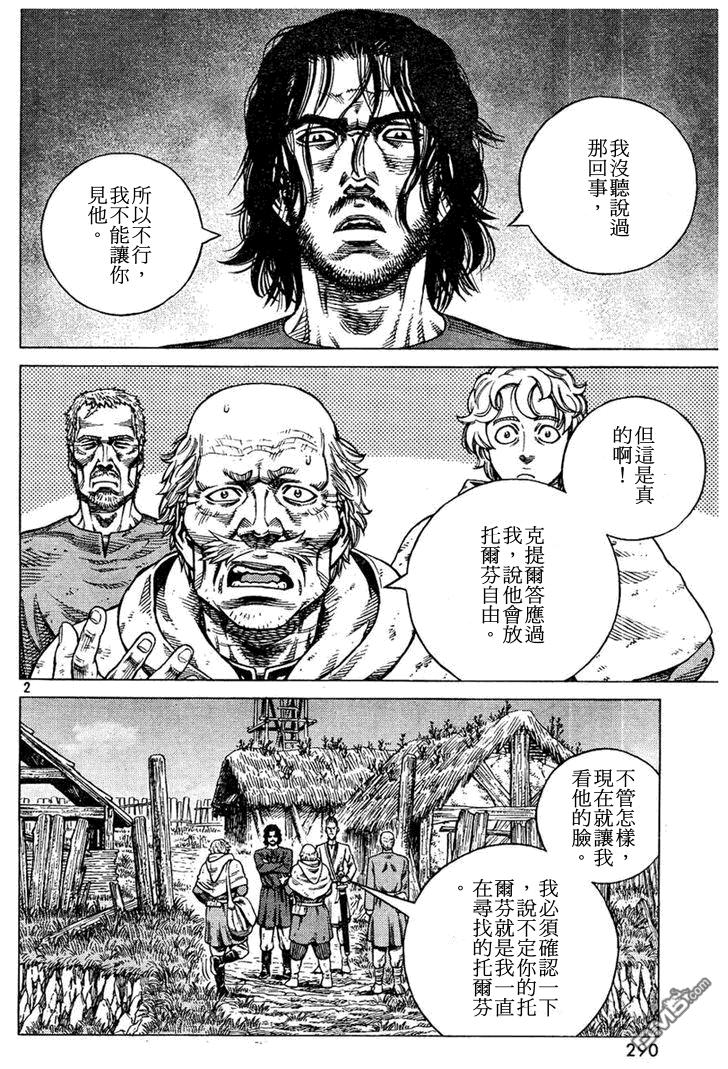 我沒聽說過
那回事，
所以不行，
我不能讓你
見他。
但這是真
的啊！
克提爾答應過
我，說他會放
托爾芬自由。
2
不管怎樣，
現在就讓我
看他的臉。
我必須確認一下
，說不定你的托
爾芬就是我一直
在尋找的托爾芬
。
290